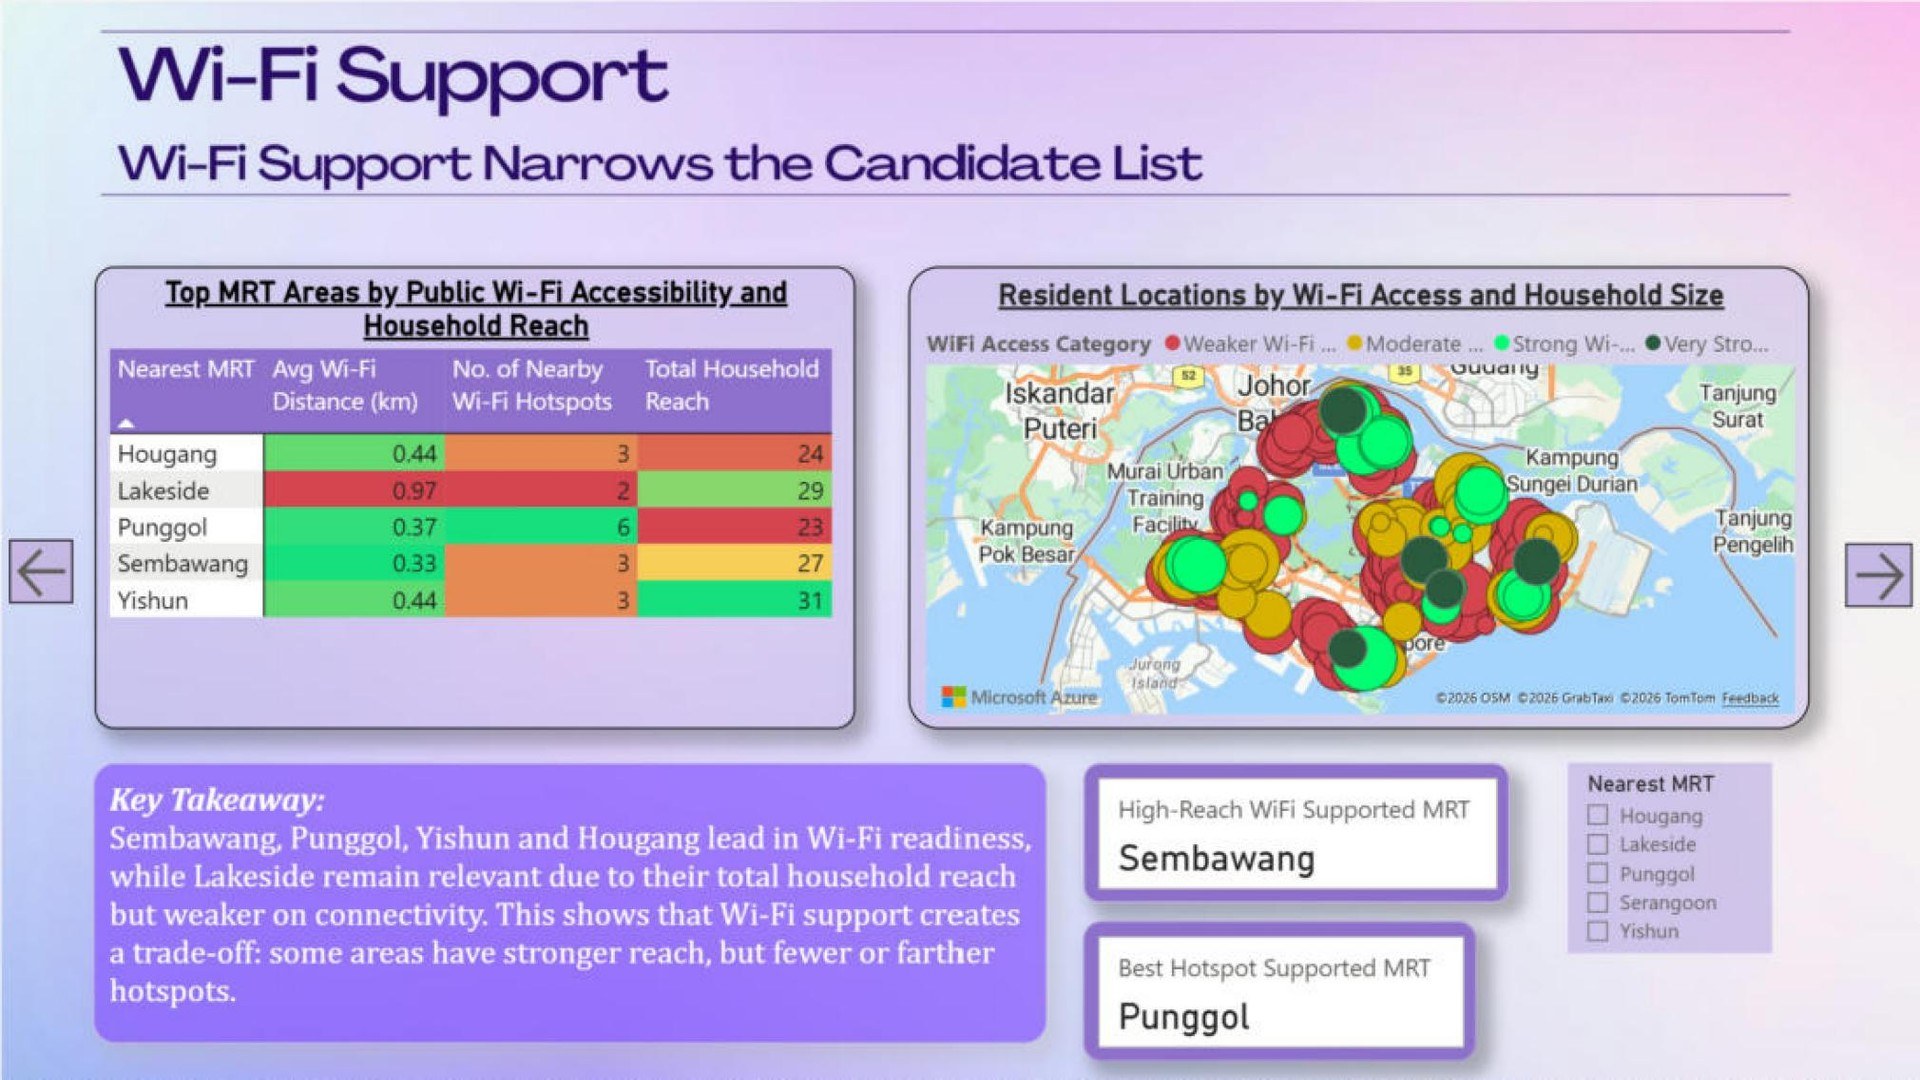 Wi-Fi Support
Wi-Fi Support Narrows the Candidate List
Top MRT Areas by Public Wi-Fi Accessibility and
Household Reach
Nearest MRT Avg Wi-Fi Distance (km) No. of Nearby Wi-Fi Hotspots Total Household Reach
Hougang 0.44 3 24
Lakeside 0.97 2 29
Punggol 0.37 6 23
Sembawang 0.33 3 27
Yishun 0.44 3 31
Resident Locations by Wi-Fi Access and Household Size
WiFi Access Category Weaker Wi-Fi ... Moderate ... Strong Wi-... Very Stro...
52
35
Iskandar
Puteri
Johor
Ba
Gudang
Tanjung
Surat
Murai Urban
Training
Facility
Kampung
Sungei Durian
Kampung
Pok Besar
Tanjung
Pengelih
pore
Jurong
Island
Microsoft Azure
©2026 OSM ©2026 GrabTaxi ©2026 TomTom Feedback
Key Takeaway:
Sembawang, Punggol, Yishun and Hougang lead in Wi-Fi readiness,
while Lakeside remain relevant due to their total household reach
but weaker on connectivity. This shows that Wi-Fi support creates
a trade-off: some areas have stronger reach, but fewer or farther
hotspots.
High-Reach WiFi Supported MRT
Sembawang
Best Hotspot Supported MRT
Punggol
Nearest MRT
Hougang
Lakeside
Punggol
Serangoon
Yishun